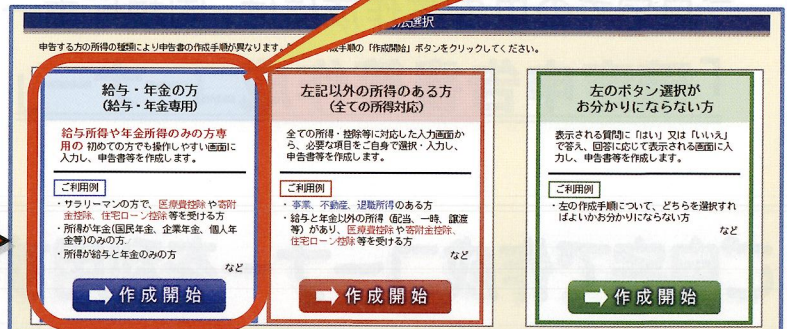 選択
申告する方の所得の種類により申告書の作成手順が異なります。
作成手順の「作成開始」ボタンをクリックしてください。
給与・年金の方
(給与・年金専用)
給与所得や年金所得のみの方専
用の 初めての方でも操作しやすい画面に
入力し、申告書等を作成します。
ご利用例
・サラリーマンの方で、医療費控除や寄附
金控除、住宅ローン控除等を受ける方
・所得が年金(国民年金、企業年金、個人年
金等)のみの方.
・所得が給与と年金のみの方
など
作成開始
左記以外の所得のある方
(全ての所得対応)
全ての所得・控除等に対応した入力画面か
ら、必要な項目をご自身で選択・入力し、
申告書等を作成します。
ご利用例
・事業、不動産、退職所得のある方
・給与と年金以外の所得(配当、一時、譲渡
等)があり、医療費控除や寄附金控除、
住宅ローン控除等を受ける方
など
作成開始
左のボタン選択が
お分かりにならない方
表示される質問に「はい」又は「いいえ」
で答え、回答に応じて表示される画面に入
力し、申告書等を作成します。
ご利用例
・左の作成手順について、どちらを選択すれ
ばよいかお分かりにならない方
など
作成開始